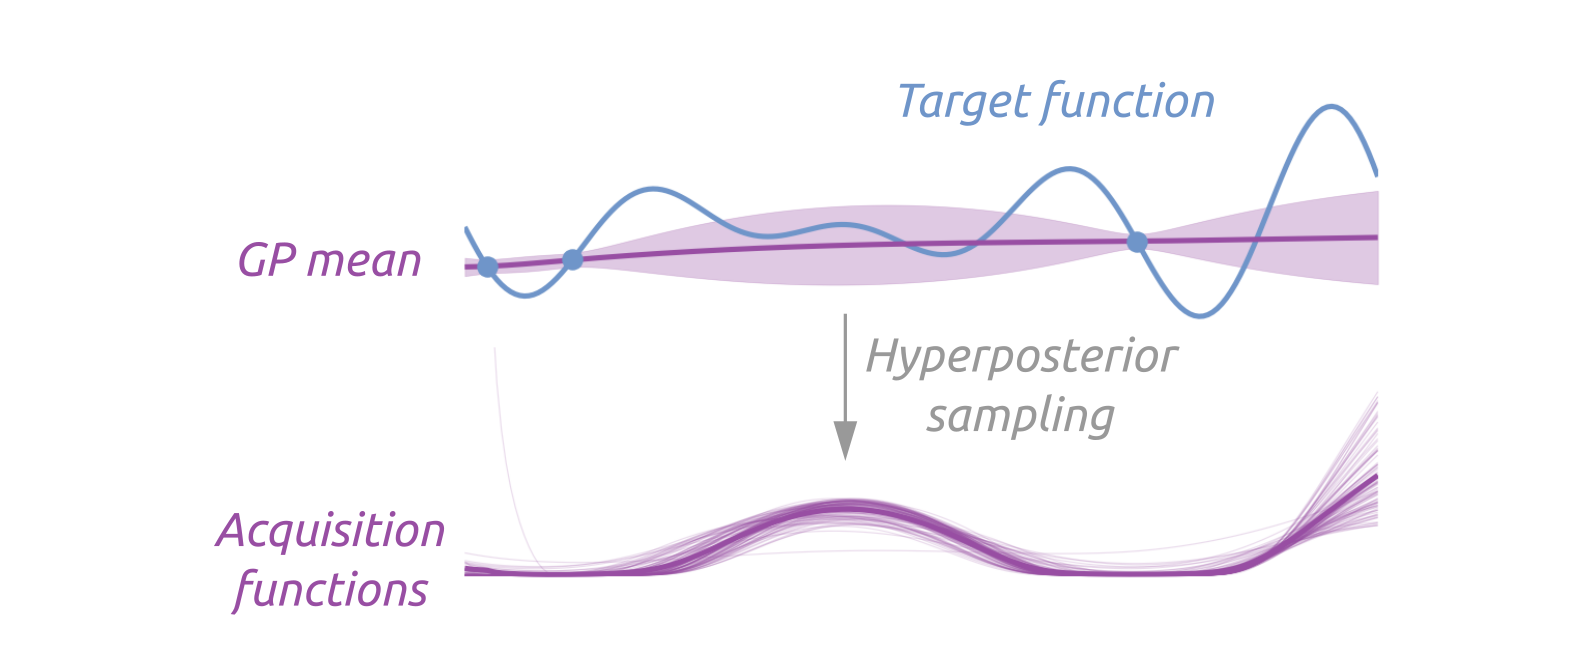 Target function
GP mean
Hyperposterior
sampling
Acquisition
functions